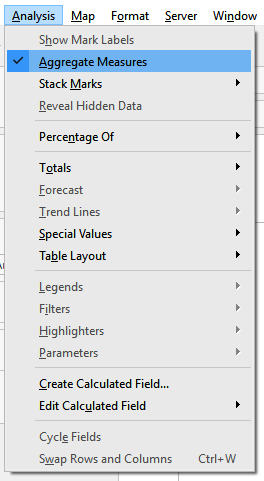 Analysis Map Format Server Window
Show Mark Labels
Aggregate Measures
Stack Marks
Reveal Hidden Data
Percentage Of
Totals
Forecast
Trend Lines
Special Values
Table Layout
Legends
Filters
Highlighters
Parameters
Create Calculated Field...
Edit Calculated Field
Cycle Fields
Swap Rows and Columns Ctrl+W